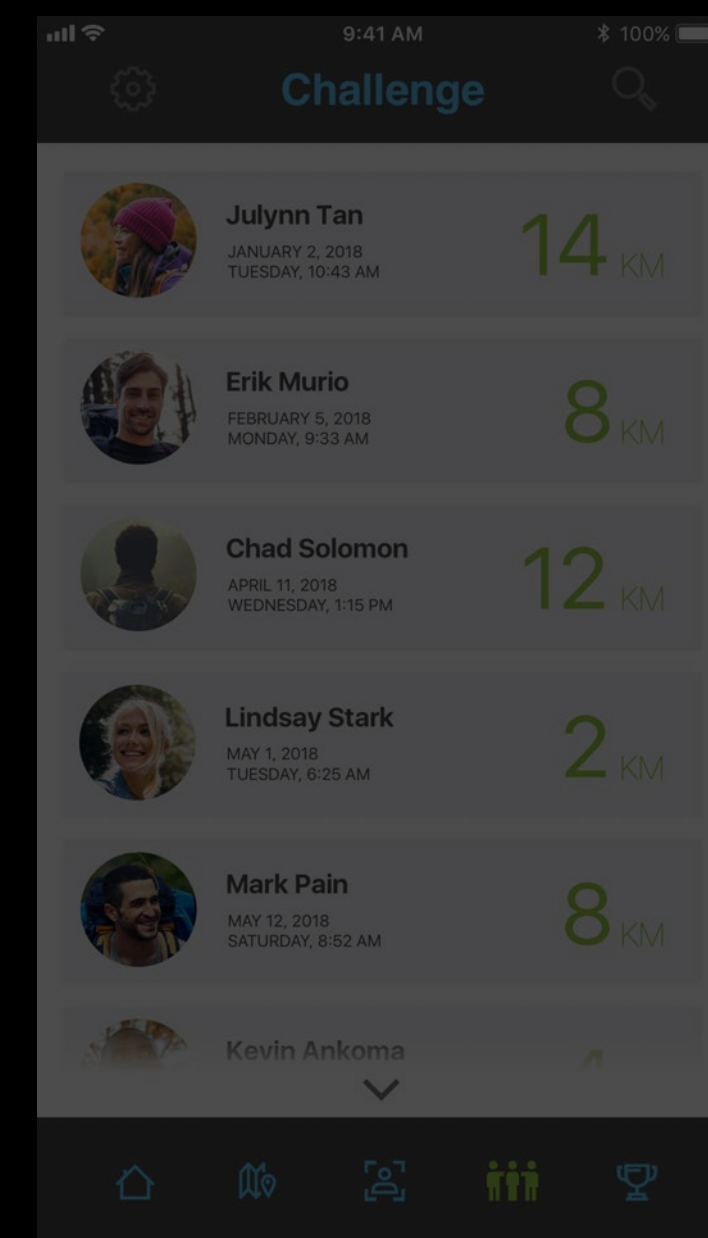 9:41 AM
100%
Challenge
Julynn Tan
JANUARY 2, 2018
TUESDAY, 10:43 AM
14 KM
Erik Murio
FEBRUARY 5, 2018
MONDAY, 9:33 AM
8 KM
Chad Solomon
APRIL 11, 2018
WEDNESDAY, 1:15 PM
12 KM
Lindsay Stark
MAY 1, 2018
TUESDAY, 6:25 AM
2 KM
Mark Pain
MAY 12, 2018
SATURDAY, 8:52 AM
8 KM
Kevin Ankoma